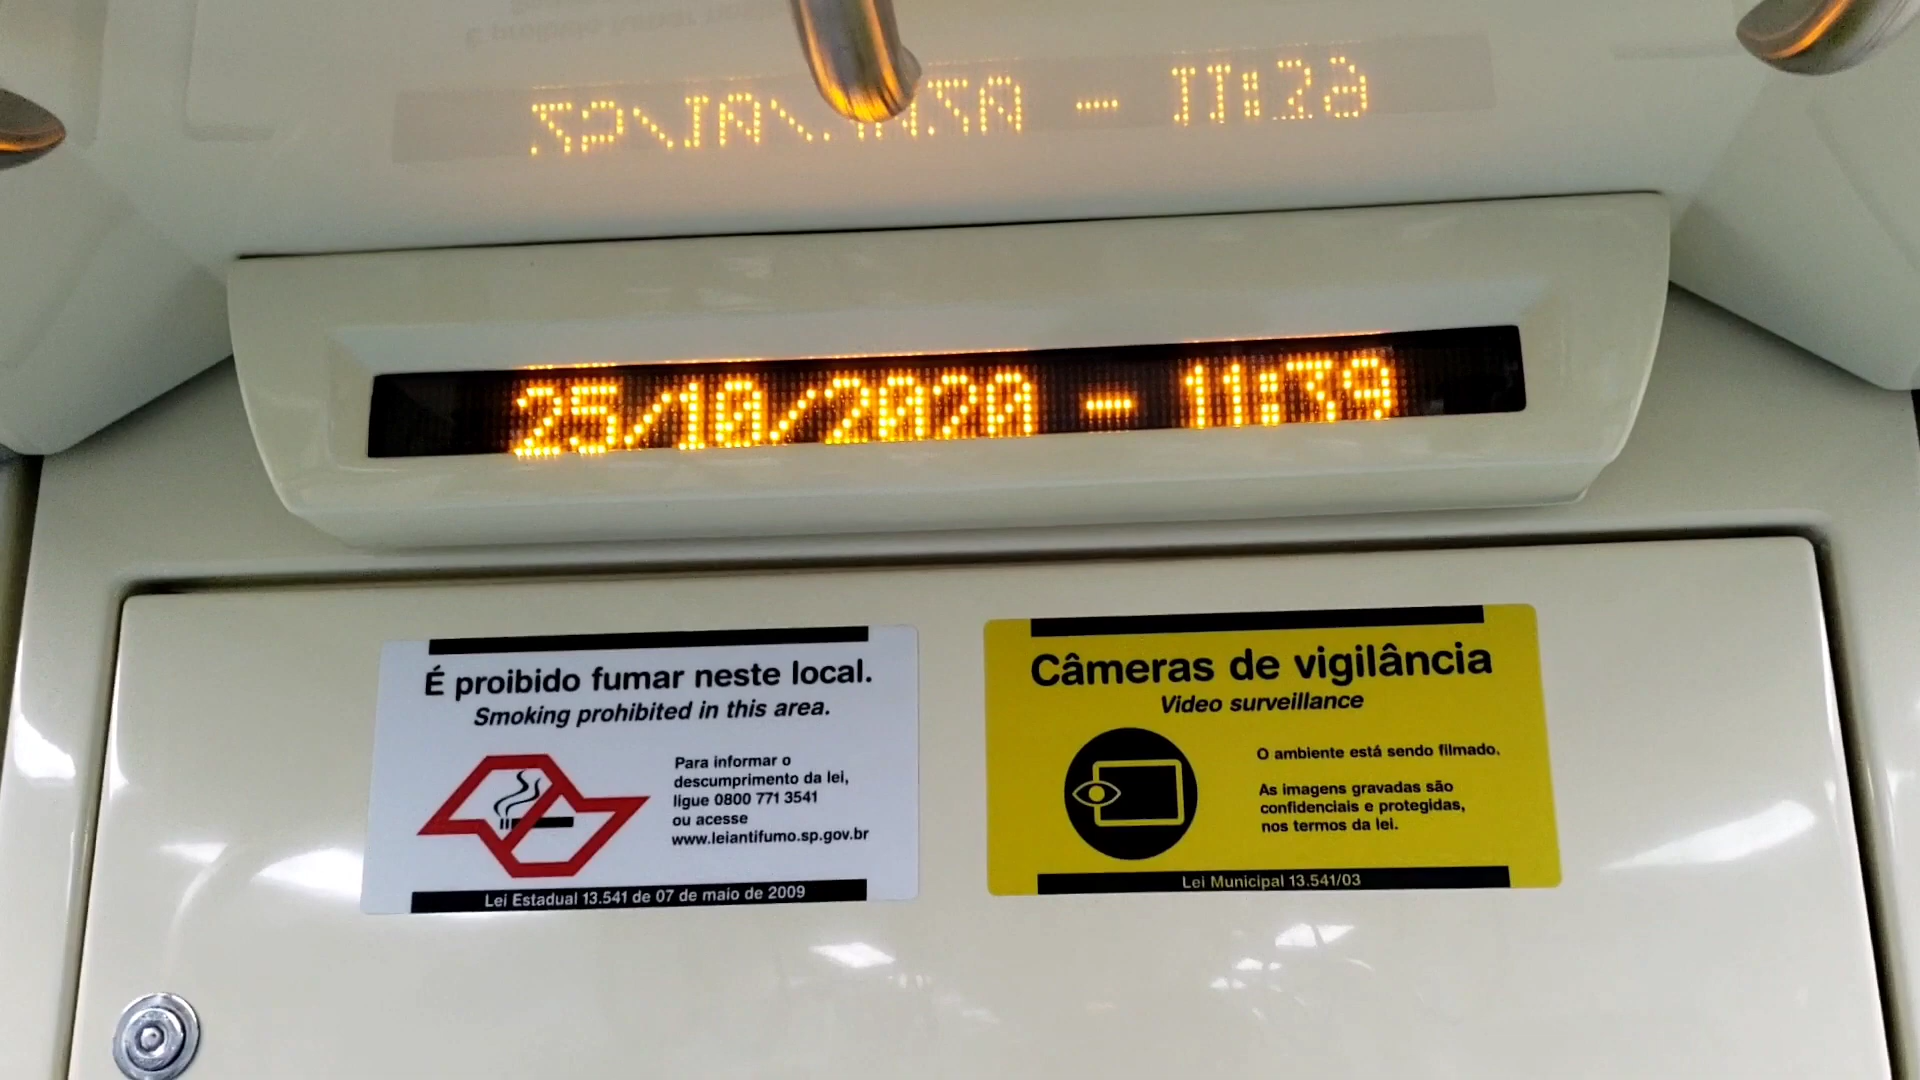 25/10/2020 - 11:39
É proibido fumar neste local.
Smoking prohibited in this area.
Para informar o
descumprimento da lei,
ligue 0800 771 3541
ou acesse
www.leiantifumo.sp.gov.br
Lei Estadual 13.541 de 07 de maio de 2009
Câmeras de vigilância
Video surveillance
O ambiente está sendo filmado.
As imagens gravadas são
confidenciais e protegidas,
nos termos da lei.
Lei Municipal 13.541/03